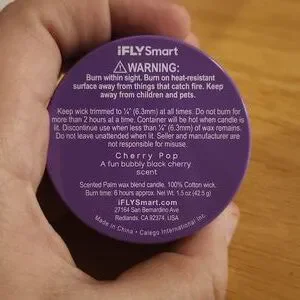 iFLYSmart
⚠WARNING:
Burn within sight. Burn on heat-resistant
surface away from things that catch fire. Keep
away from children and pets.
Keep wick trimmed to ¼" (6.3mm) at all times. Do not burn for
more than 2 hours at a time. Container will be hot when candle is
lit. Discontinue use when less than ¼" (6.3mm) of wax remains.
Do not leave unattended when lit. Seller and manufacturer are
not responsible for misuse.
Cherry Pop
A fun bubbly black cherry
scent
Scented Palm wax blend candle. 100% Cotton wick.
Burn time: 6 hours approx. Net Wt. 1.5 oz (42.5 g)
iFLYSmart.com
27164 San Bernardino Ave
Redlands, CA 92374, USA
Made in China • Calego International Inc.